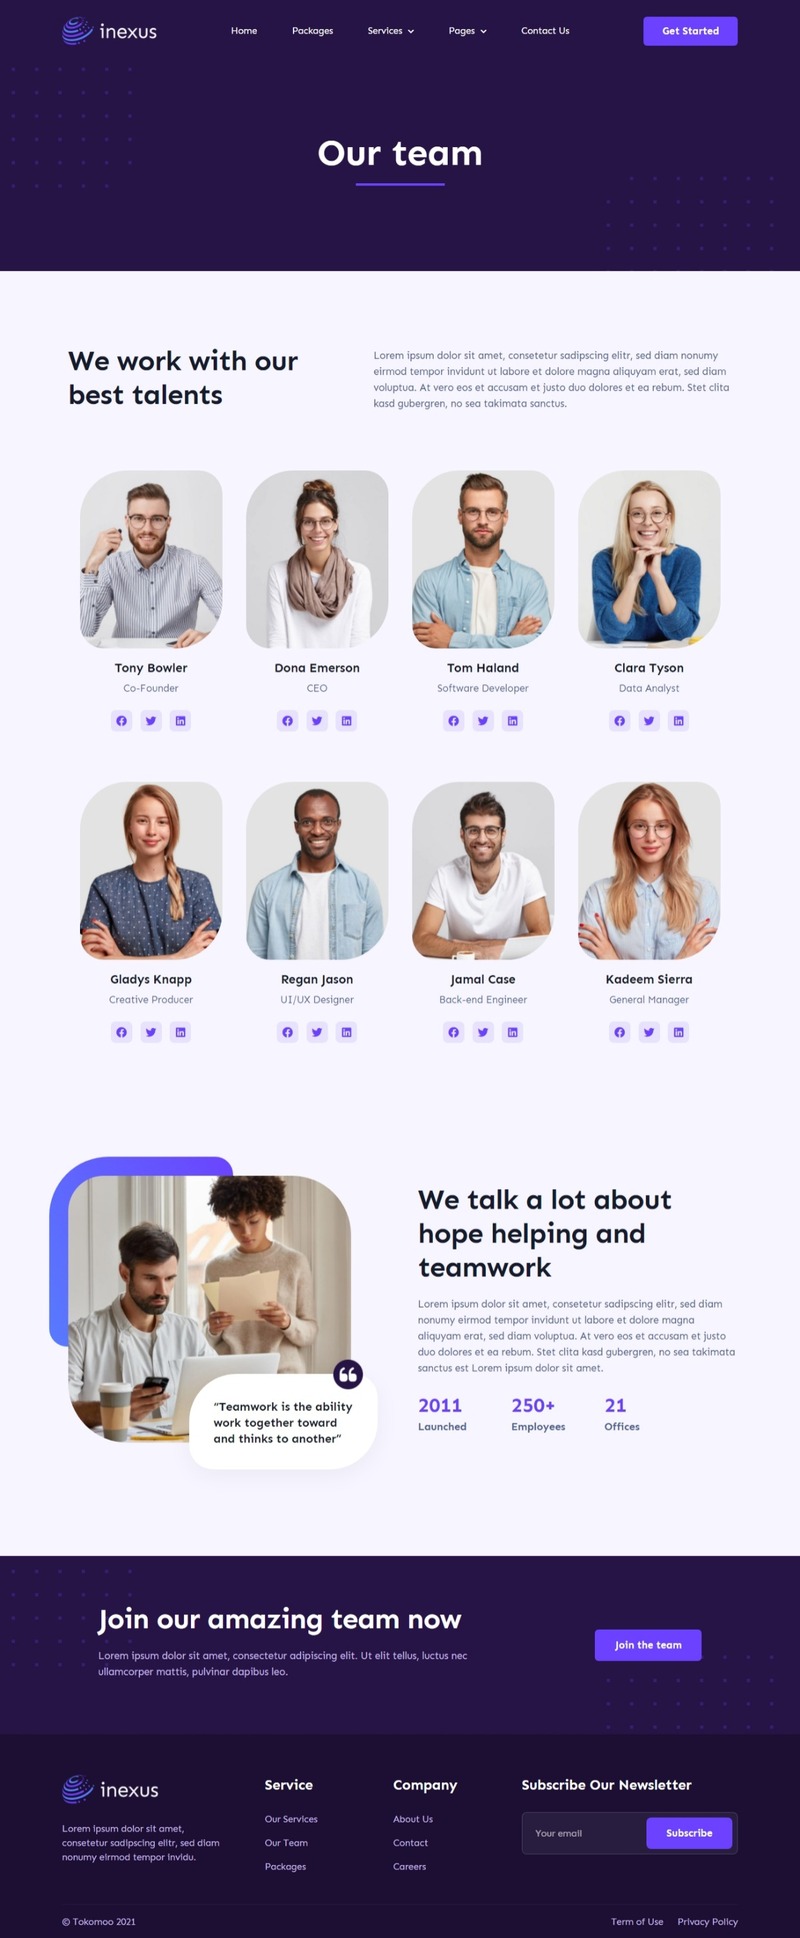 inexus
Home Packages Services Pages Contact Us
Get Started
Our team
We work with our
best talents
Lorem ipsum dolor sit amet, consetetur sadipscing elitr, sed diam nonumy
eirmod tempor invidunt ut labore et dolore magna aliquyam erat, sed diam
voluptua. At vero eos et accusam et justo duo dolores et ea rebum. Stet clita
kasd gubergren, no sea takimata sanctus.
Tony Bowler
Co-Founder
Dona Emerson
CEO
Tom Haland
Software Developer
Clara Tyson
Data Analyst
Gladys Knapp
Creative Producer
Regan Jason
UI/UX Designer
Jamal Case
Back-end Engineer
Kadeem Sierra
General Manager
"Teamwork is the ability
work together toward
and thinks to another"
We talk a lot about
hope helping and
teamwork
Lorem ipsum dolor sit amet, consetetur sadipscing elitr, sed diam
nonumy eirmod tempor invidunt ut labore et dolore magna
aliquyam erat, sed diam voluptua. At vero eos et accusam et justo
duo dolores et ea rebum. Stet clita kasd gubergren, no sea takimata
sanctus est Lorem ipsum dolor sit amet.
2011
Launched
250+
Employees
21
Offices
Join our amazing team now
Lorem ipsum dolor sit amet, consectetur adipiscing elit. Ut elit tellus, luctus nec
ullamcorper mattis, pulvinar dapibus leo.
Join the team
inexus
Lorem ipsum dolor sit amet,
consetetur sadipscing elitr, sed diam
nonumy eirmod tempor invidu.
Service
Our Services
Our Team
Packages
Company
About Us
Contact
Careers
Subscribe Our Newsletter
Your email
Subscribe
© Tokomoo 2021
Term of Use Privacy Policy